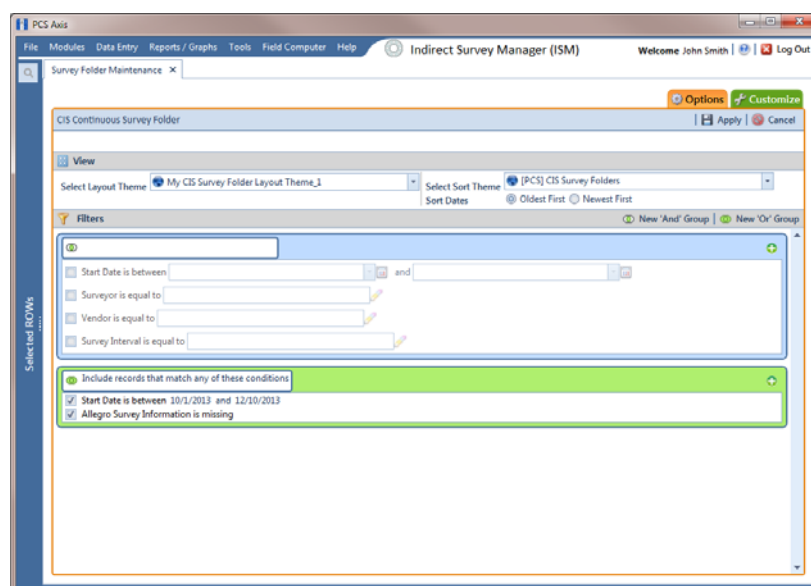 PCS Axis
File Modules Data Entry Reports / Graphs Tools Field Computer Help Indirect Survey Manager (ISM) Welcome John Smith | | Log Out
Survey Folder Maintenance ×
Options Customize
CIS Continuous Survey Folder | Apply | Cancel
View
Select Layout Theme My CIS Survey Folder Layout Theme_1 Select Sort Theme [PCS] CIS Survey Folders
Sort Dates Oldest First Newest First
Filters New 'And' Group | New 'Or' Group
Start Date is between and
Surveyor is equal to
Vendor is equal to
Survey Interval is equal to
Selected ROWs
Include records that match any of these conditions
Start Date is between 10/1/2013 and 12/10/2013
Allegro Survey Information is missing